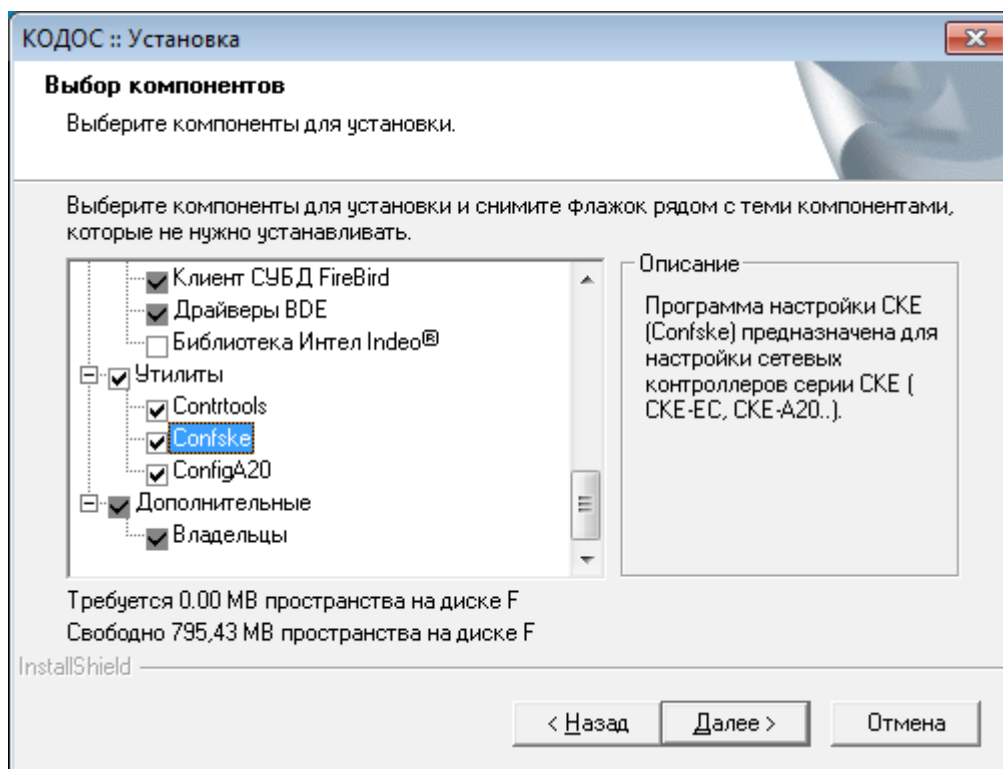 КОДОС :: Установка
Выбор компонентов
Выберите компоненты для установки.
Выберите компоненты для установки и снимите флажок рядом с теми компонентами,
которые не нужно устанавливать.
Клиент СУБД FireBird
Драйверы BDE
Библиотека Интел Indeo®
Утилиты
Contrtools
Confske
ConfigA20
Дополнительные
Владельцы
Описание
Программа настройки СКЕ
(Confske) предназначена для
настройки сетевых
контроллеров серии СКЕ (
СКЕ-ЕС, СКЕ-А20..).
Требуется 0.00 MB пространства на диске F
Свободно 795,43 MB пространства на диске F
InstallShield
< Назад
Далее >
Отмена